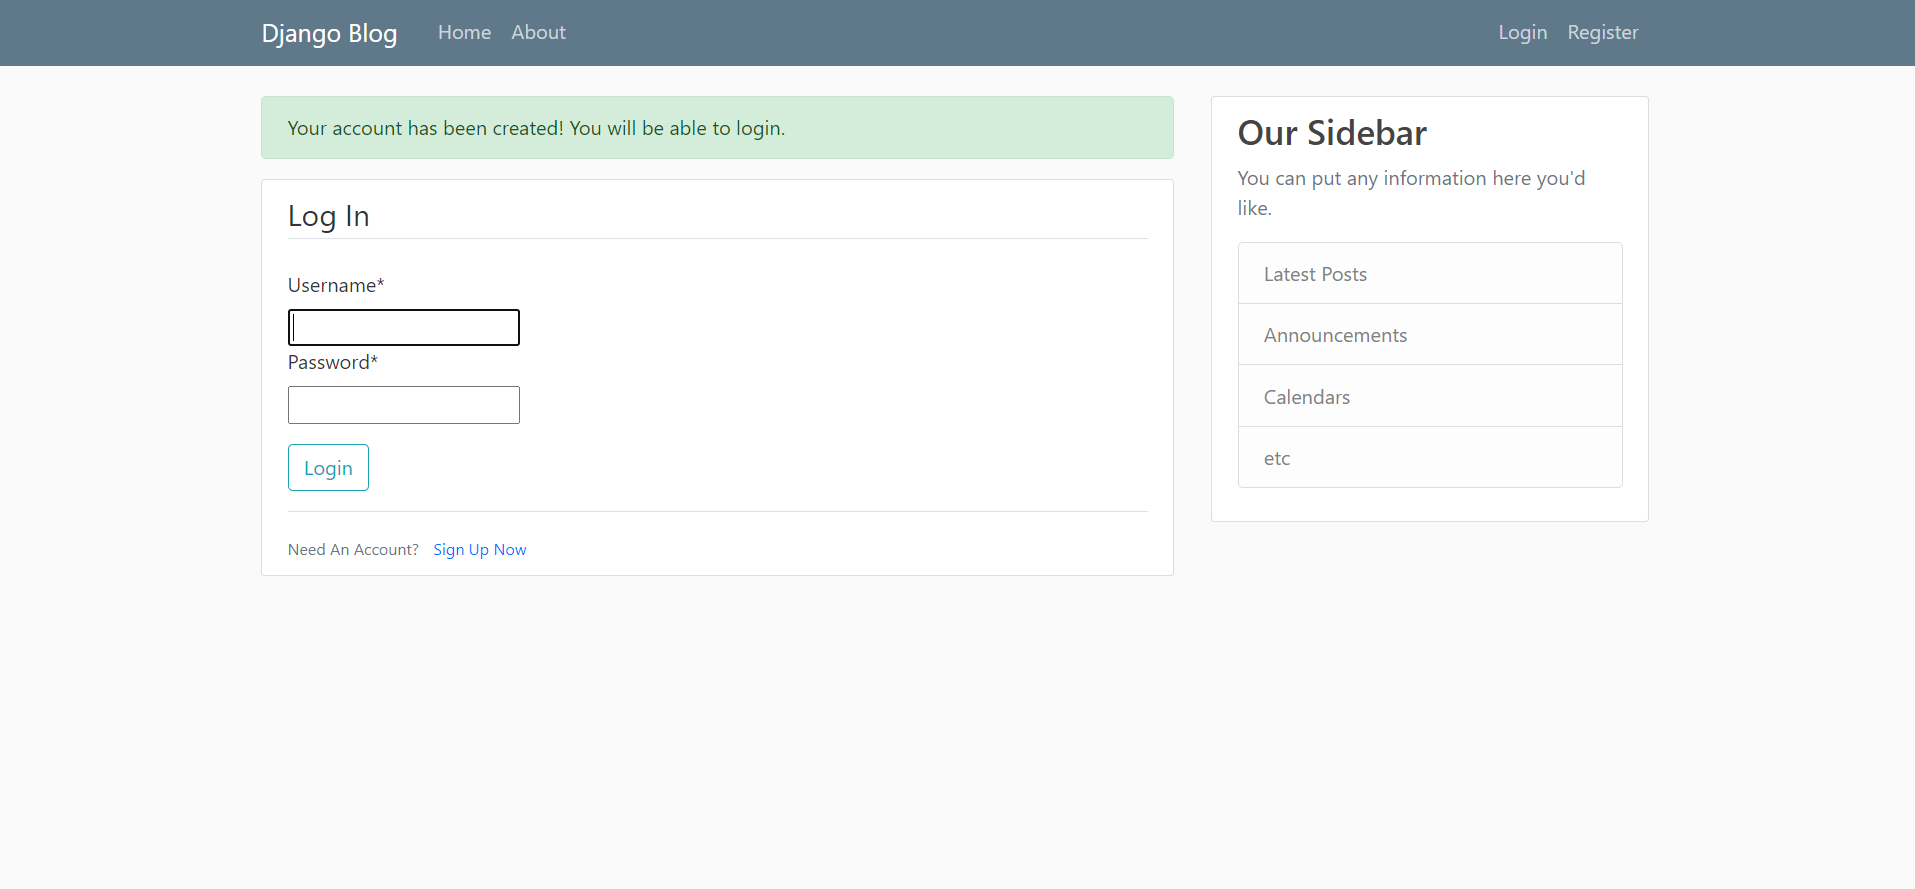 Django Blog Home About Login Register
Your account has been created! You will be able to login.
Log In
Username*
Password*
Login
Need An Account? Sign Up Now
Our Sidebar
You can put any information here you'd
like.
Latest Posts
Announcements
Calendars
etc